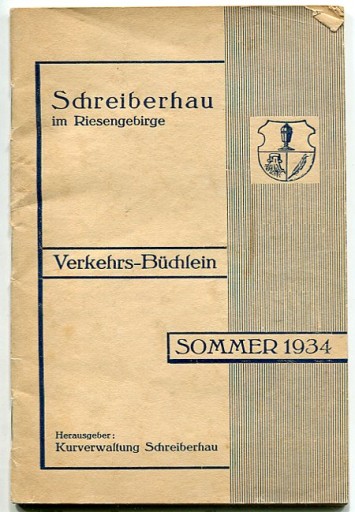 Schreiberhau
im Riesengebirge
Verkehrs-Büchlein
SOMMER 1934
Herausgeber:
Kurverwaltung Schreiberhau